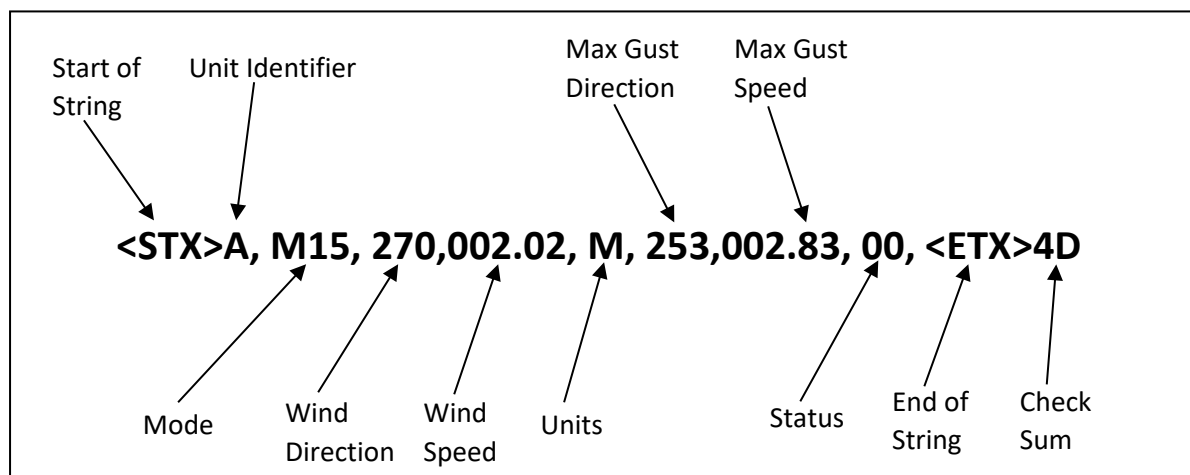 Start of
String
Unit Identifier
Max Gust
Direction
Max Gust
Speed
<STX>A, M15, 270,002.02, M, 253,002.83, 00, <ETX>4D
Mode
Wind
Direction
Wind
Speed
Units
Status
End of
String
Check
Sum